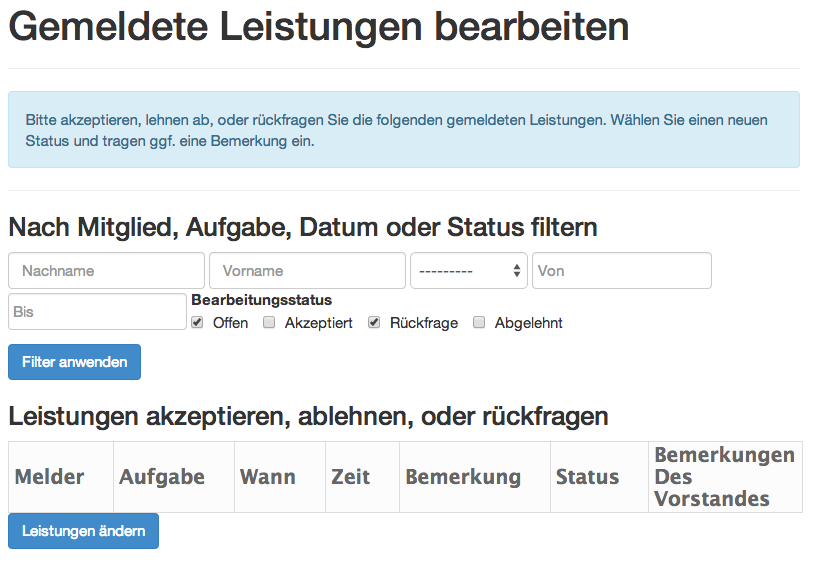 Gemeldete Leistungen bearbeiten
Bitte akzeptieren, lehnen ab, oder rückfragen Sie die folgenden gemeldeten Leistungen. Wählen Sie einen neuen
Status und tragen ggf. eine Bemerkung ein.
Nach Mitglied, Aufgabe, Datum oder Status filtern
Nachname Vorname --------- Von
Bis Bearbeitungsstatus
Offen Akzeptiert Rückfrage Abgelehnt
Filter anwenden
Leistungen akzeptieren, ablehnen, oder rückfragen
Melder Aufgabe Wann Zeit Bemerkung Status Bemerkungen
Des
Vorstandes
Leistungen ändern